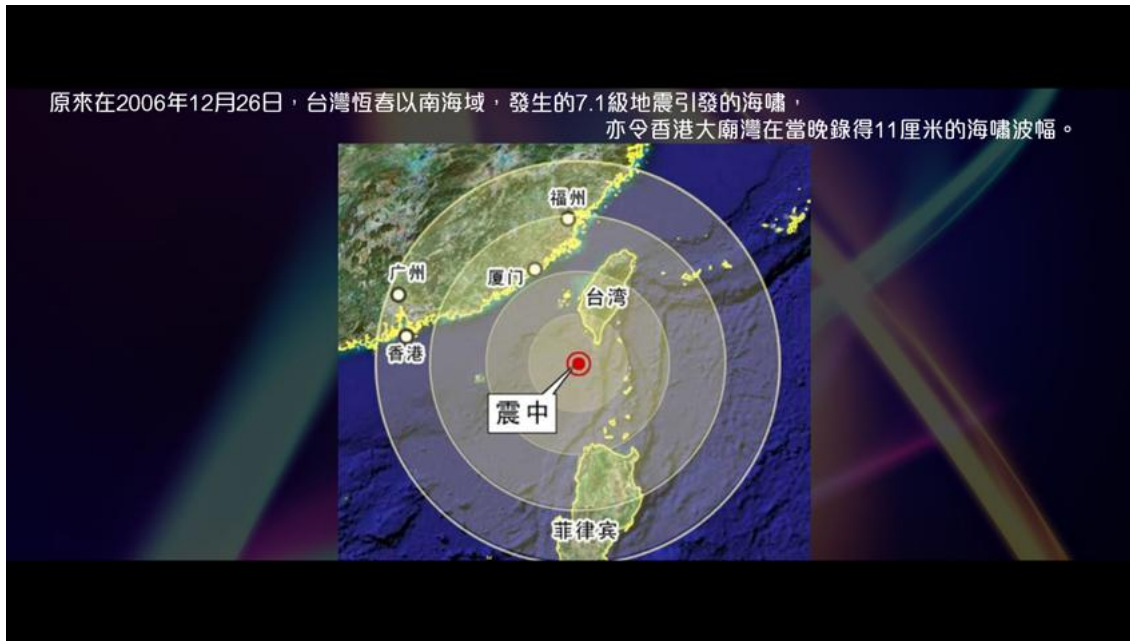 原來在2006年12月26日，台灣恆春以南海域，發生的7.1級地震引發的海嘯，
亦令香港大廟灣在當晚錄得11厘米的海嘯波幅。
福州
广州
厦门
台湾
香港
震中
菲律宾